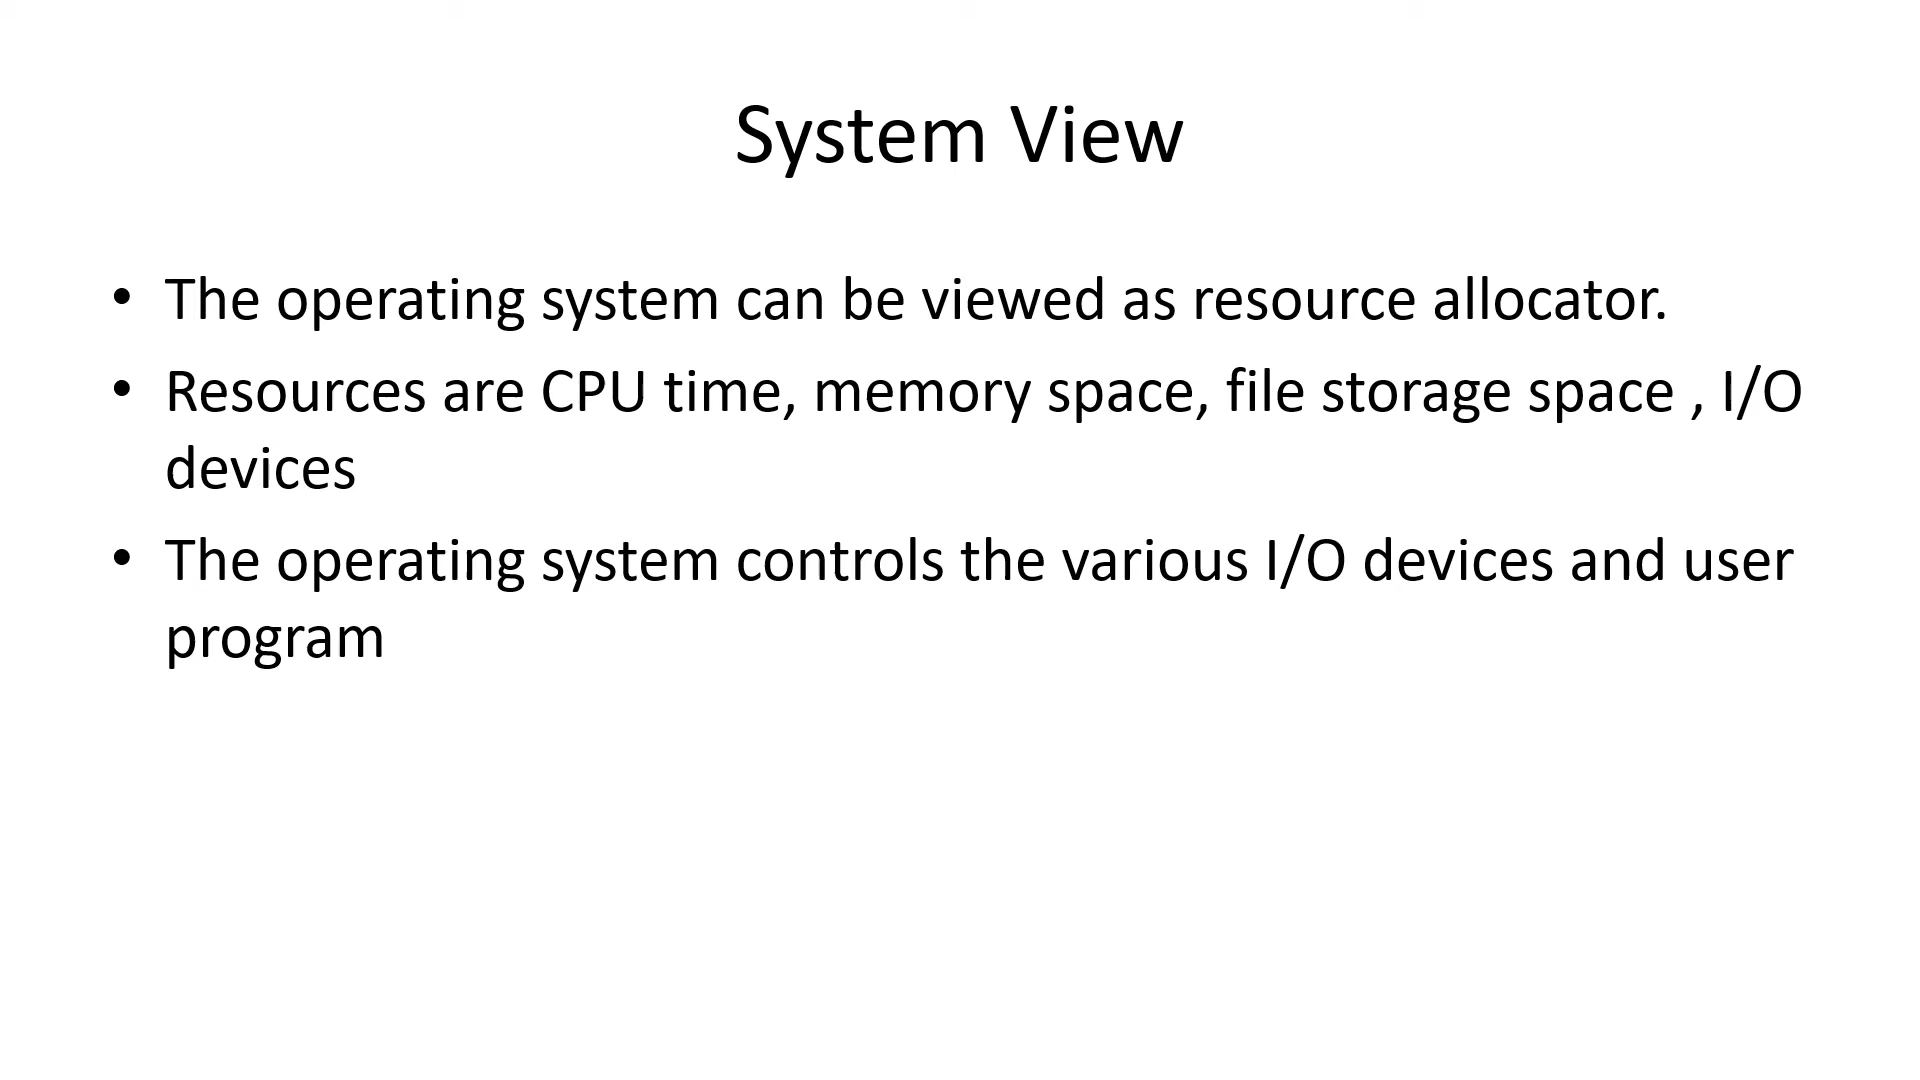 System View
• The operating system can be viewed as resource allocator.
• Resources are CPU time, memory space, file storage space , I/O
devices
• The operating system controls the various I/O devices and user
program